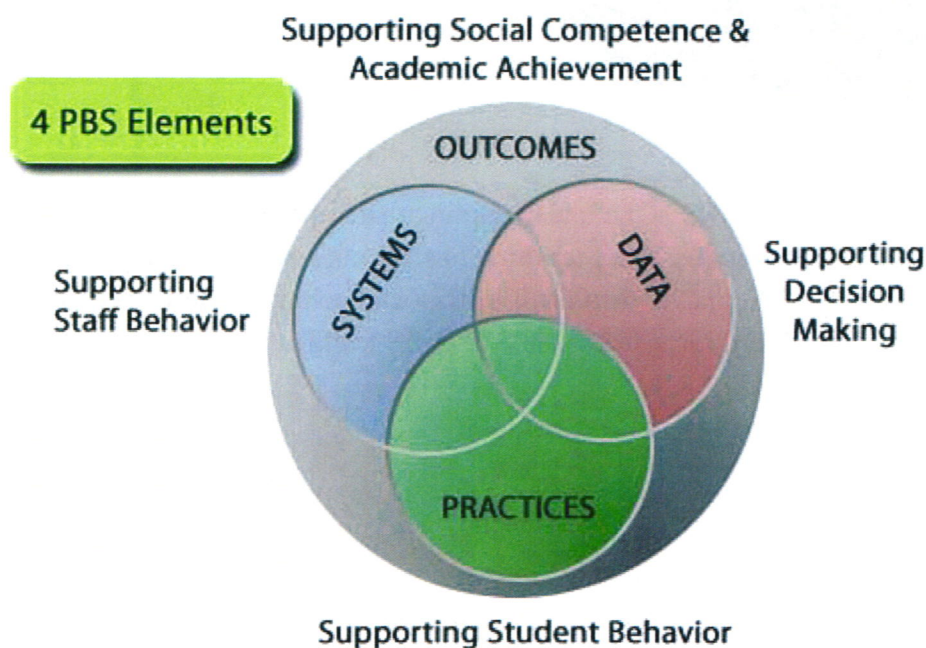 Supporting Social Competence &
Academic Achievement
4 PBS Elements
OUTCOMES
SYSTEMS
DATA
Supporting
Staff Behavior
Supporting
Decision
Making
PRACTICES
Supporting Student Behavior